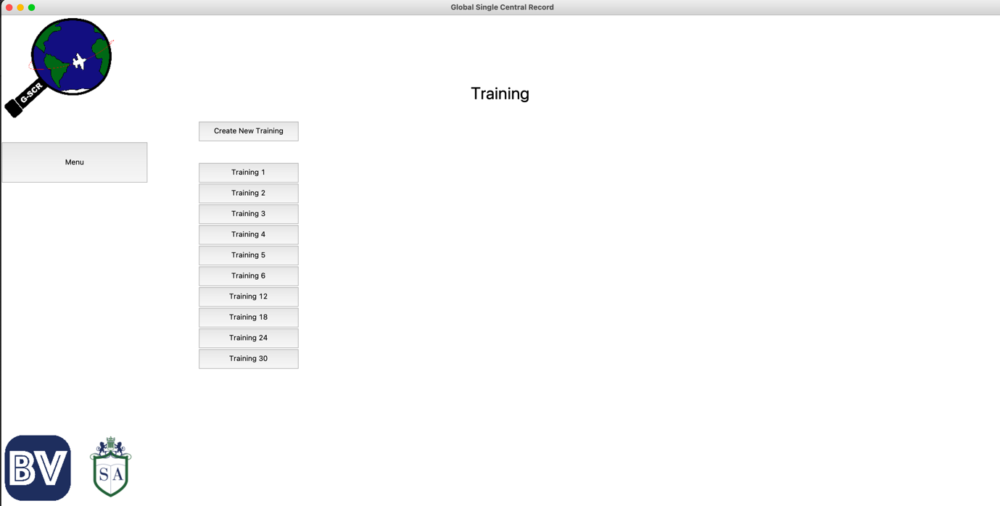 Global Single Central Record
G-SCR
Training
Create New Training
Menu
Training 1
Training 2
Training 3
Training 4
Training 5
Training 6
Training 12
Training 18
Training 24
Training 30
BV
SA